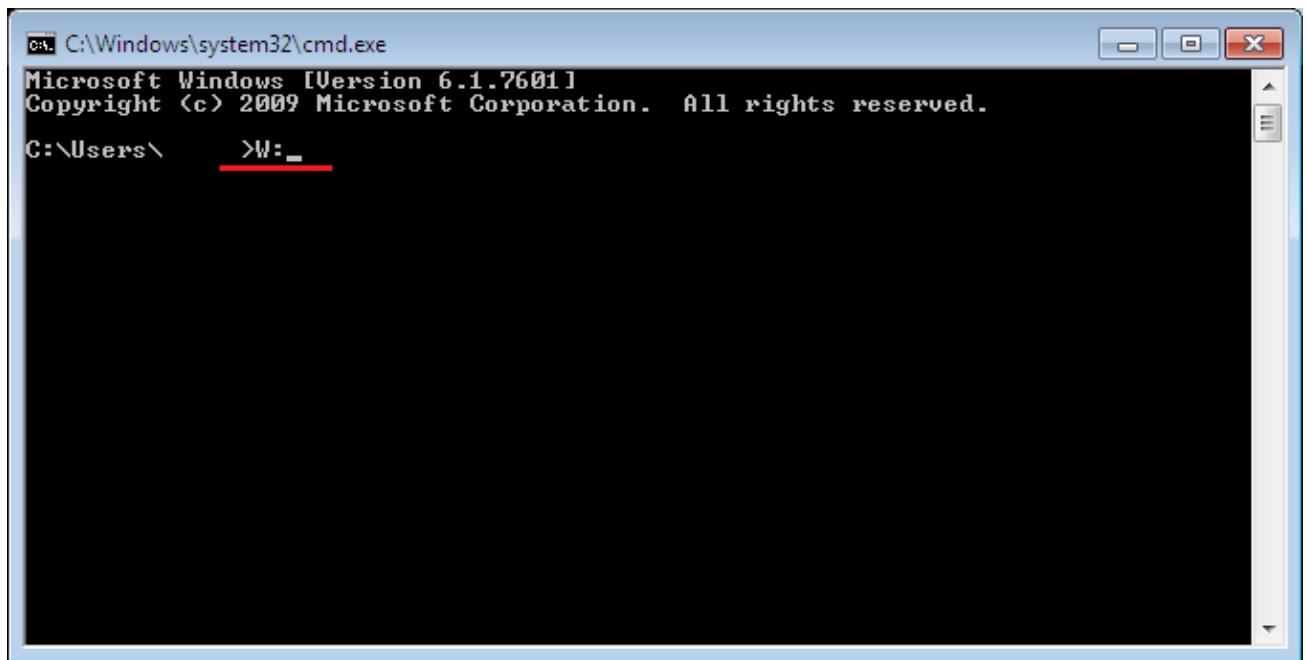 C:\Windows\system32\cmd.exe
Microsoft Windows [Version 6.1.7601]
Copyright (c) 2009 Microsoft Corporation.  All rights reserved.
C:\Users\      >W:_